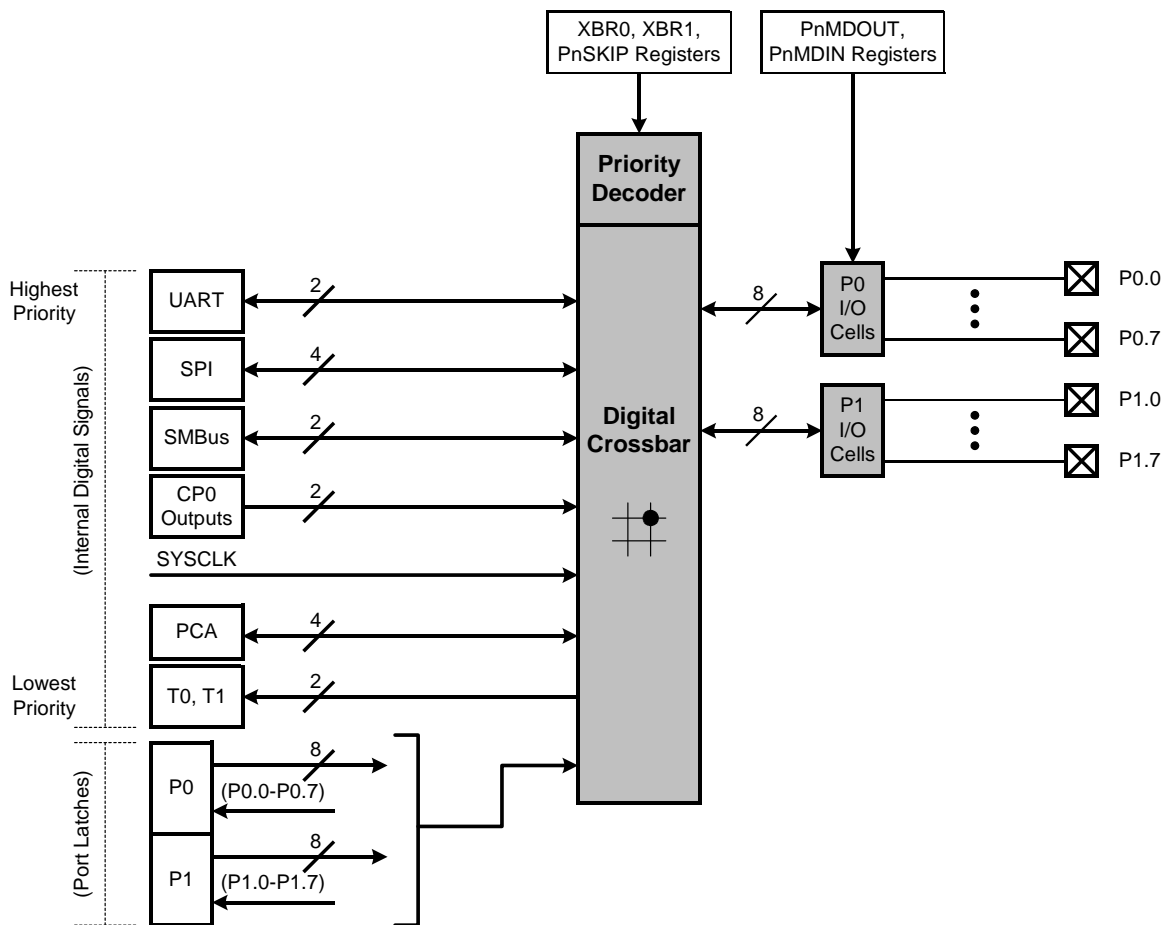 XBR0, XBR1,
PnSKIP Registers
PnMDOUT,
PnMDIN Registers
Priority
Decoder
Highest
Priority
(Internal Digital Signals)
UART
2
SPI
4
SMBus
2
CP0
Outputs
2
SYSCLK
PCA
4
Lowest
Priority
T0, T1
2
Digital
Crossbar
8
P0
I/O
Cells
P0.0
P0.7
8
P1
I/O
Cells
P1.0
P1.7
(Port Latches)
P0
8
(P0.0-P0.7)
P1
8
(P1.0-P1.7)